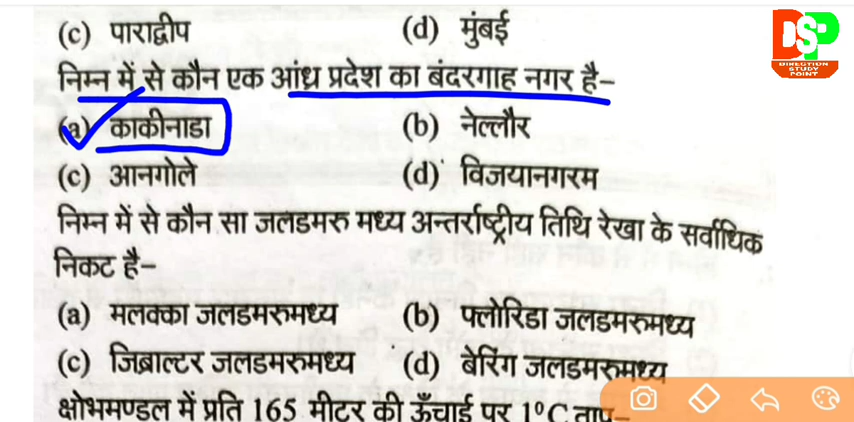 (c) पाराद्वीप (d) मुंबई
निम्न में से कौन एक आंध्र प्रदेश का बंदरगाह नगर है–
(a) काकीनाडा (b) नेल्लौर
(c) आनगोले (d) विजयानगरम
निम्न में से कौन सा जलडमरु मध्य अन्तर्राष्ट्रीय तिथि रेखा के सर्वाधिक
निकट है–
(a) मलक्का जलडमरुमध्य (b) फ्लोरिडा जलडमरुमध्य
(c) जिब्राल्टर जलडमरुमध्य (d) बेरिंग जलडमरुमध्य
क्षोभमण्डल में प्रति 165 मीटर की ऊँचाई पर 1°C ताप–
DSP
DIRECTION
STUDY
POINT